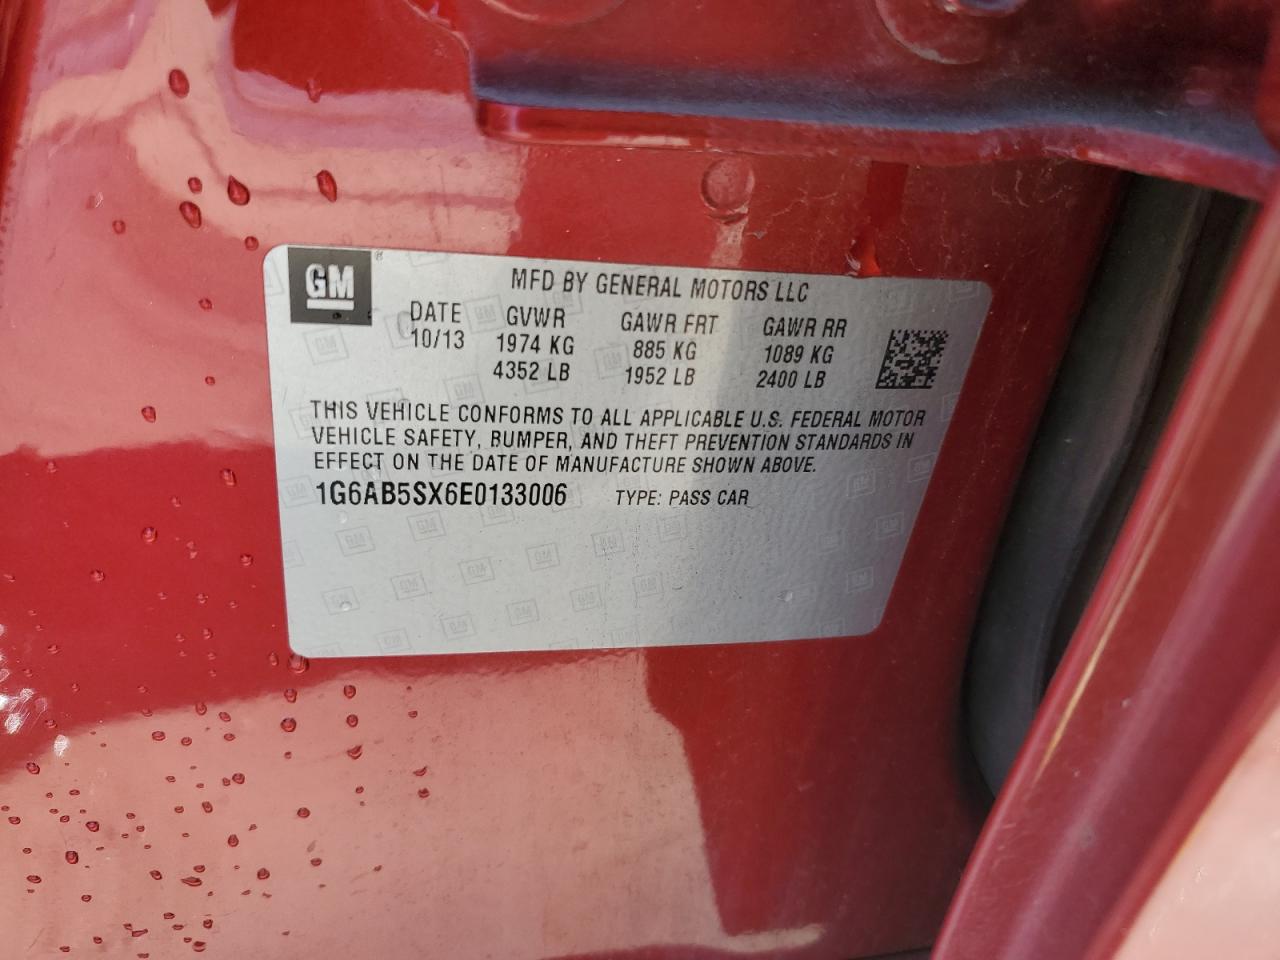 GM
MFD BY GENERAL MOTORS LLC
DATE GVWR GAWR FRT GAWR RR
10/13 1974 KG 885 KG 1089 KG
4352 LB 1952 LB 2400 LB
THIS VEHICLE CONFORMS TO ALL APPLICABLE U.S. FEDERAL MOTOR
VEHICLE SAFETY, BUMPER, AND THEFT PREVENTION STANDARDS IN
EFFECT ON THE DATE OF MANUFACTURE SHOWN ABOVE.
1G6AB5SX6E0133006 TYPE: PASS CAR